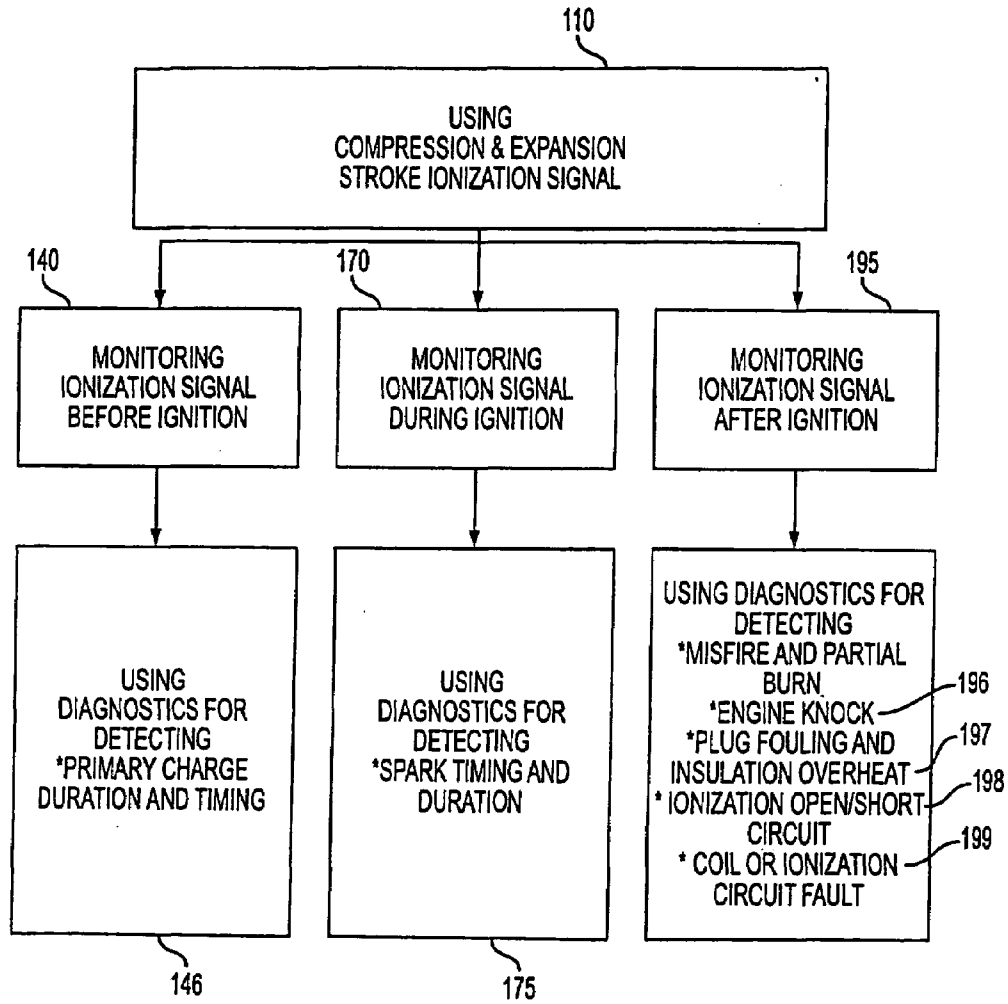 110
USING
COMPRESSION & EXPANSION
STROKE IONIZATION SIGNAL
140
170
195
MONITORING
IONIZATION SIGNAL
BEFORE IGNITION
MONITORING
IONIZATION SIGNAL
DURING IGNITION
MONITORING
IONIZATION SIGNAL
AFTER IGNITION
USING
DIAGNOSTICS FOR
DETECTING
*PRIMARY CHARGE
DURATION AND TIMING
USING
DIAGNOSTICS FOR
DETECTING
*SPARK TIMING AND
DURATION
USING DIAGNOSTICS FOR
DETECTING
*MISFIRE AND PARTIAL
BURN
*ENGINE KNOCK
*PLUG FOULING AND
INSULATION OVERHEAT
* IONIZATION OPEN/SHORT
CIRCUIT
* COIL OR IONIZATION
CIRCUIT FAULT
196
197
198
199
146
175